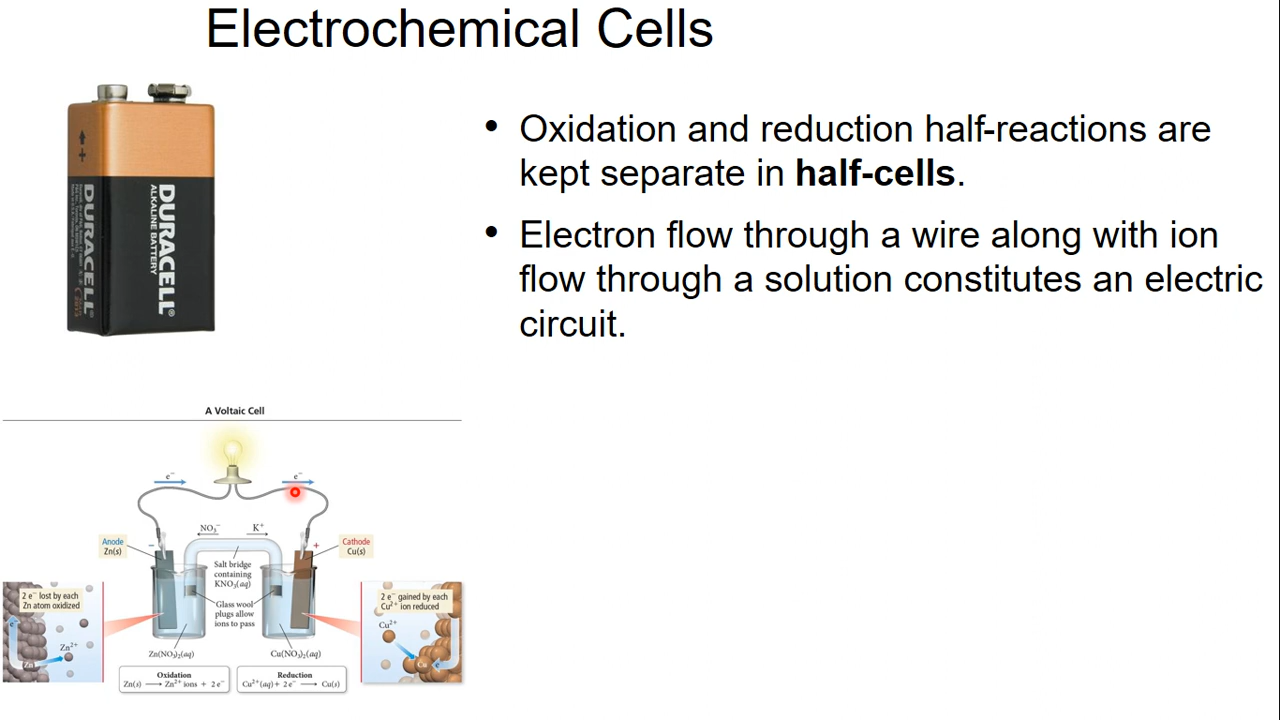 Electrochemical Cells
DURACELL®
ALKALINE BATTERY
DURACELL®
+
• Oxidation and reduction half-reactions are
kept separate in half-cells.
• Electron flow through a wire along with ion
flow through a solution constitutes an electric
circuit.
A Voltaic Cell
e⁻
e⁻
NO₃⁻
K⁺
Anode
Zn(s)
−
+
Cathode
Cu(s)
Salt bridge
containing
KNO₃(aq)
Glass wool
plugs allow
ions to pass
2 e⁻ lost by each
Zn atom oxidized
e⁻
Zn²⁺
Zn
2 e⁻ gained by each
Cu²⁺ ion reduced
Cu²⁺
Cu
Zn(NO₃)₂(aq)
Cu(NO₃)₂(aq)
Oxidation
Zn(s) ⟶ Zn²⁺ ions + 2 e⁻
Reduction
Cu²⁺(aq) + 2 e⁻ ⟶ Cu(s)